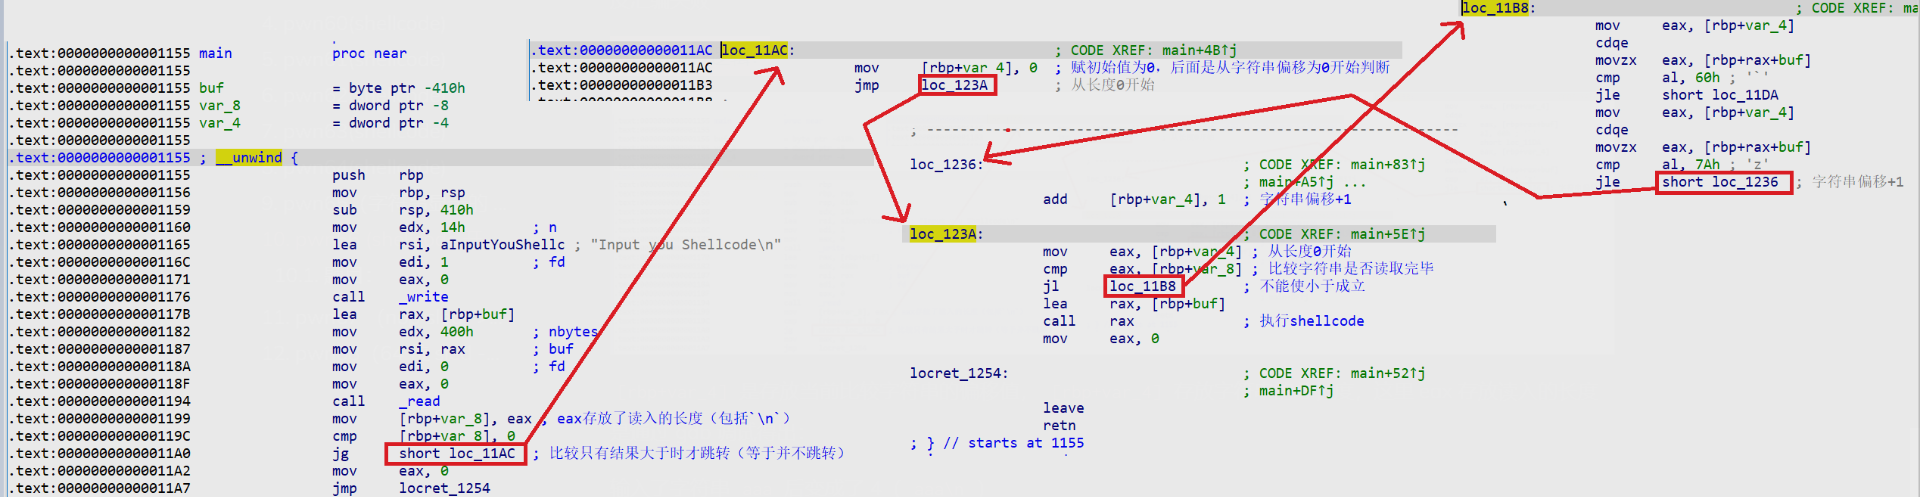 .text:0000000000001155 main proc near
.text:0000000000001155
.text:0000000000001155 buf = byte ptr -410h
.text:0000000000001155 var_8 = dword ptr -8
.text:0000000000001155 var_4 = dword ptr -4
.text:0000000000001155
.text:0000000000001155 ; __unwind {
.text:0000000000001155 push rbp
.text:0000000000001156 mov rbp, rsp
.text:0000000000001159 sub rsp, 410h
.text:0000000000001160 mov edx, 14h ; n
.text:0000000000001165 lea rsi, aInputYouShellc ; "Input you Shellcode\n"
.text:000000000000116C mov edi, 1 ; fd
.text:0000000000001171 mov eax, 0
.text:0000000000001176 call _write
.text:000000000000117B lea rax, [rbp+buf]
.text:0000000000001182 mov edx, 400h ; nbytes
.text:0000000000001187 mov rsi, rax ; buf
.text:000000000000118A mov edi, 0 ; fd
.text:000000000000118F mov eax, 0
.text:0000000000001194 call _read
.text:0000000000001199 mov [rbp+var_8], eax ; eax存放了读入的长度（包括`\n`）
.text:000000000000119C cmp [rbp+var_8], 0
.text:00000000000011A0 jg short loc_11AC ; 比较只有结果大于时才跳转（等于并不跳转）
.text:00000000000011A2 mov eax, 0
.text:00000000000011A7 jmp locret_1254
.text:00000000000011AC loc_11AC: ; CODE XREF: main+4B↑j
.text:00000000000011AC mov [rbp+var_4], 0 ; 赋初始值为0，后面是从字符串偏移为0开始判断
.text:00000000000011B3 jmp loc_123A ; 从长度0开始
; ---------------------------------------------------------------------------
loc_1236: ; CODE XREF: main+83↑j
; main+A5↑j ...
add [rbp+var_4], 1 ; 字符串偏移+1
loc_123A: ; CODE XREF: main+5E↑j
mov eax, [rbp+var_4] ; 从长度0开始
cmp eax, [rbp+var_8] ; 比较字符串是否读取完毕
jl loc_11B8 ; 不能使小于成立
lea rax, [rbp+buf]
call rax ; 执行shellcode
mov eax, 0
locret_1254: ; CODE XREF: main+52↑j
; main+DF↑j
leave
retn
; } // starts at 1155
loc_11B8: ; CODE XREF: ma
mov eax, [rbp+var_4]
cdqe
movzx eax, [rbp+rax+buf]
cmp al, 60h ; '`'
jle short loc_11DA
mov eax, [rbp+var_4]
cdqe
movzx eax, [rbp+rax+buf]
cmp al, 7Ah ; 'z'
jle short loc_1236 ; 字符串偏移+1